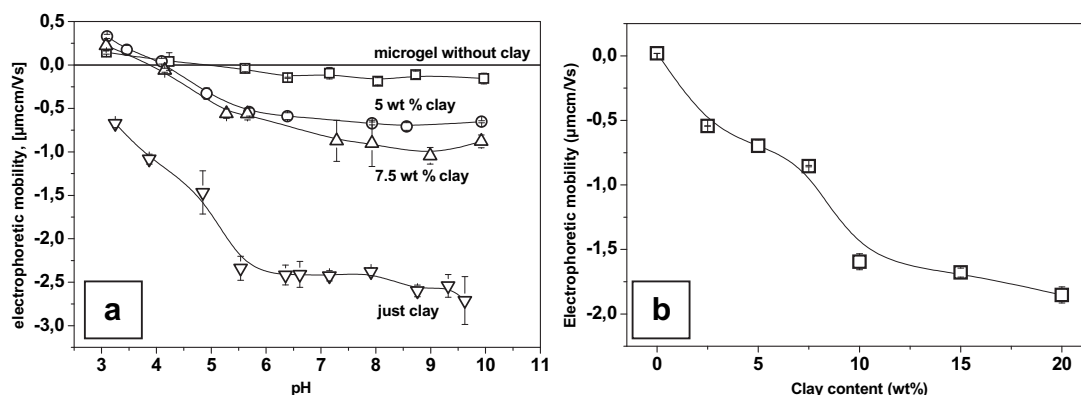 electrophoretic mobility, [µmcm/Vs]
0,5
0,0
-0,5
-1,0
-1,5
-2,0
-2,5
-3,0
microgel without clay
5 wt % clay
7.5 wt % clay
just clay
a
3 4 5 6 7 8 9 10 11
pH
Electrophoretic mobility (µmcm/Vs)
0,0
-0,5
-1,0
-1,5
-2,0
b
0 5 10 15 20
Clay content (wt%)